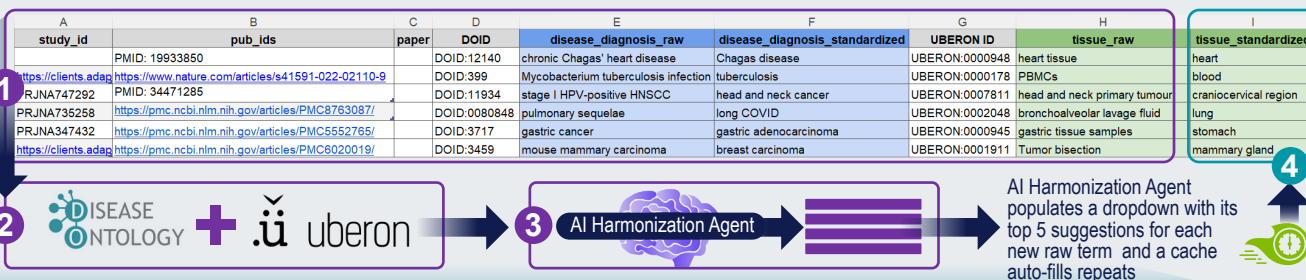 A B C D E F G H I
study_id pub_ids paper DOID disease_diagnosis_raw disease_diagnosis_standardized UBERON ID tissue_raw tissue_standardized
PMID: 19933850 DOID:12140 chronic Chagas' heart disease Chagas disease UBERON:0000948 heart tissue heart
https://clients.adap https://www.nature.com/articles/s41591-022-02110-9 DOID:399 Mycobacterium tuberculosis infection tuberculosis UBERON:0000178 PBMCs blood
1
PRJNA747292 PMID: 34471285 DOID:11934 stage I HPV-positive HNSCC head and neck cancer UBERON:0007811 head and neck primary tumour craniocervical region
PRJNA735258 https://pmc.ncbi.nlm.nih.gov/articles/PMC8763087/ DOID:0080848 pulmonary sequelae long COVID UBERON:0002048 bronchoalveolar lavage fluid lung
PRJNA347432 https://pmc.ncbi.nlm.nih.gov/articles/PMC5552765/ DOID:3717 gastric cancer gastric adenocarcinoma UBERON:0000945 gastric tissue samples stomach
https://clients.adap https://pmc.ncbi.nlm.nih.gov/articles/PMC6020019/ DOID:3459 mouse mammary carcinoma breast carcinoma UBERON:0001911 Tumor bisection mammary gland
4
2
DISEASE
ONTOLOGY
.ü uberon
3
AI Harmonization Agent
AI Harmonization Agent
populates a dropdown with its
top 5 suggestions for each
new raw term and a cache
auto-fills repeats